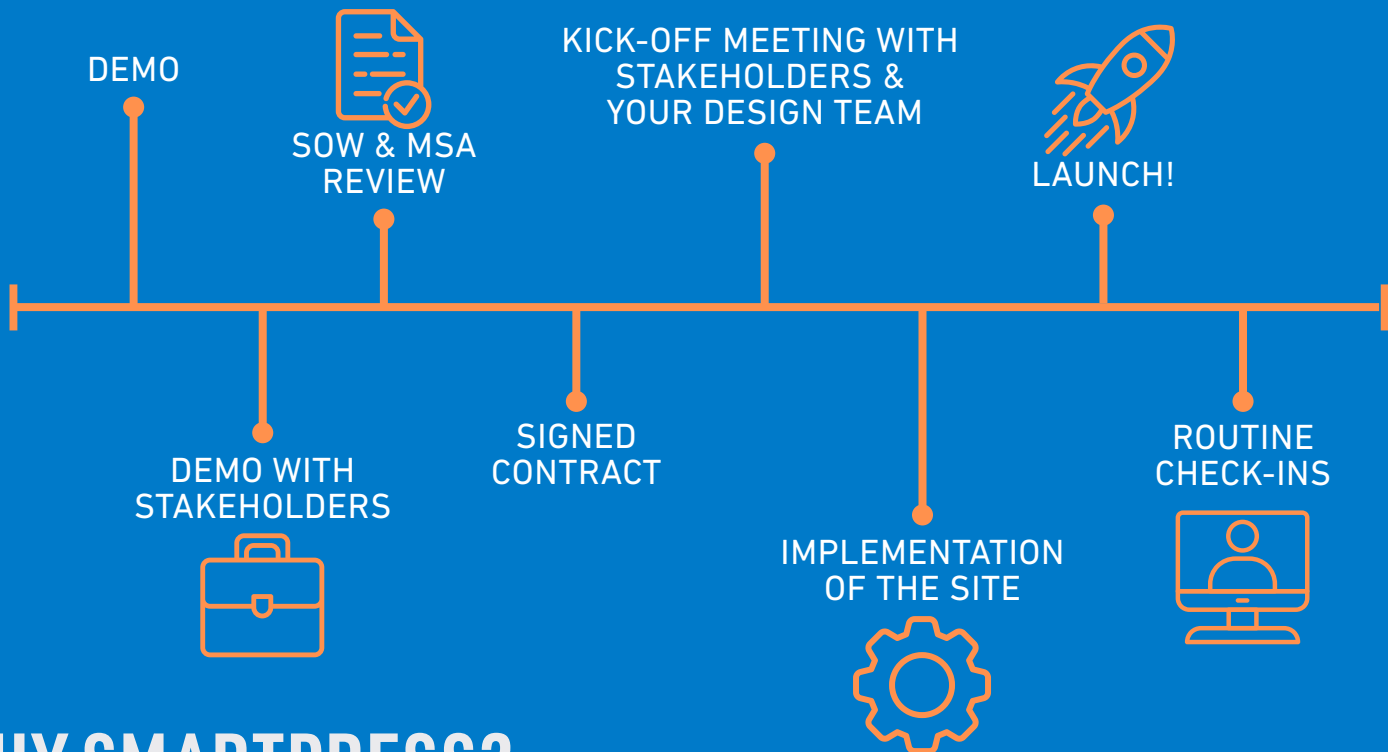 DEMO
SOW & MSA
REVIEW
KICK-OFF MEETING WITH
STAKEHOLDERS &
YOUR DESIGN TEAM
LAUNCH!
DEMO WITH
STAKEHOLDERS
SIGNED
CONTRACT
IMPLEMENTATION
OF THE SITE
ROUTINE
CHECK-INS
SMARTPRESS?